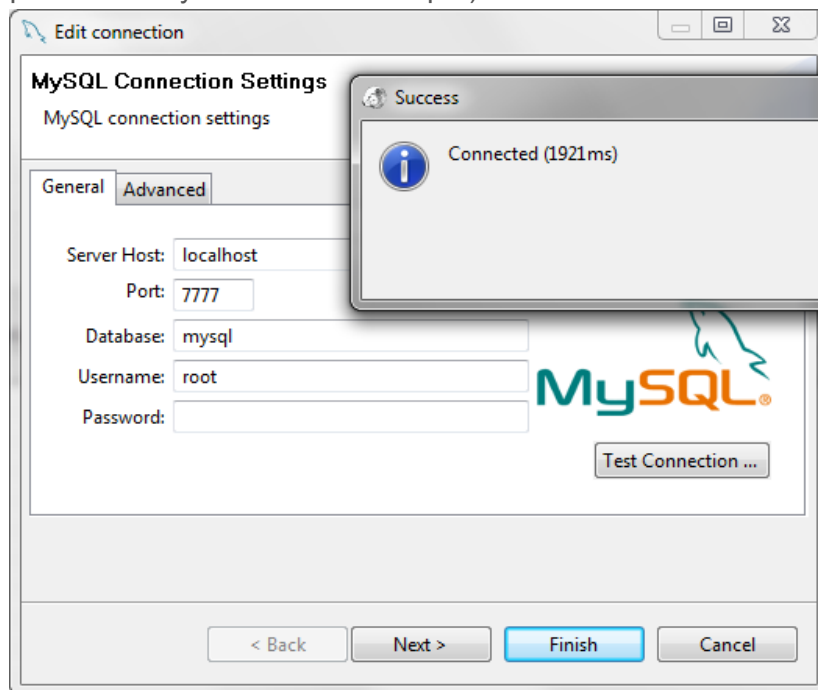 Edit connection
MySQL Connection Settings
MySQL connection settings
Success
Connected (1921ms)
General Advanced
Server Host: localhost
Port: 7777
Database: mysql
Username: root
Password:
MySQL®
Test Connection ...
< Back Next > Finish Cancel